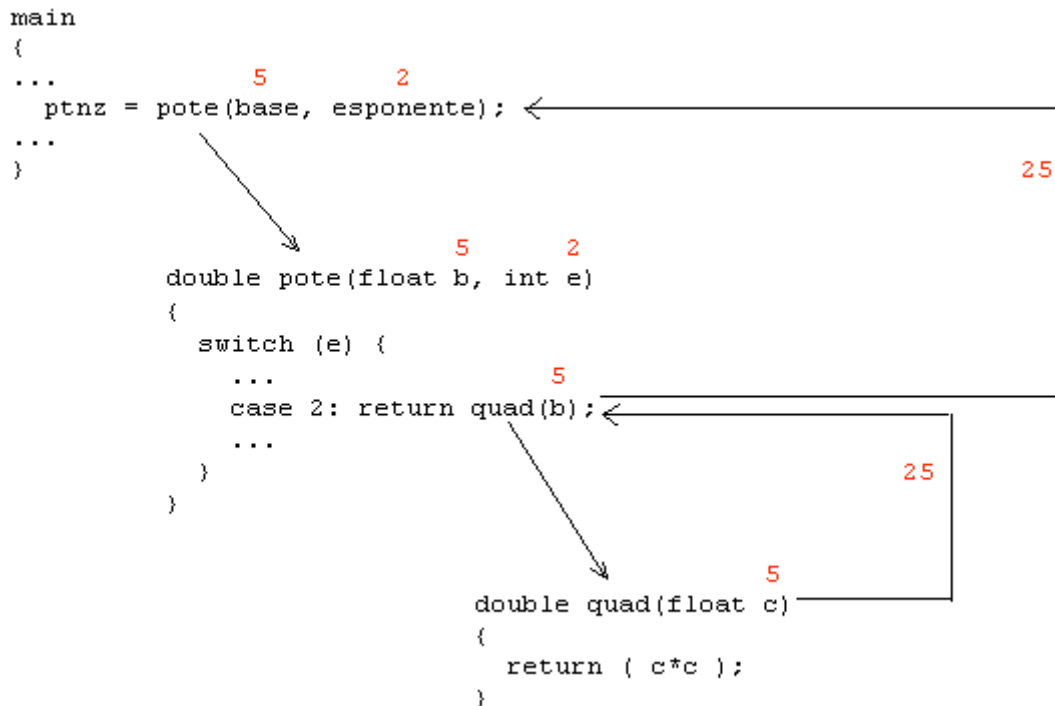 main
{
... 5 2
ptnz = pote(base, esponente);
...
} 25
5 2
double pote(float b, int e)
{
switch (e) {
... 5
case 2: return quad(b);
...
} 25
}
5
double quad(float c)
{
return ( c*c );
}